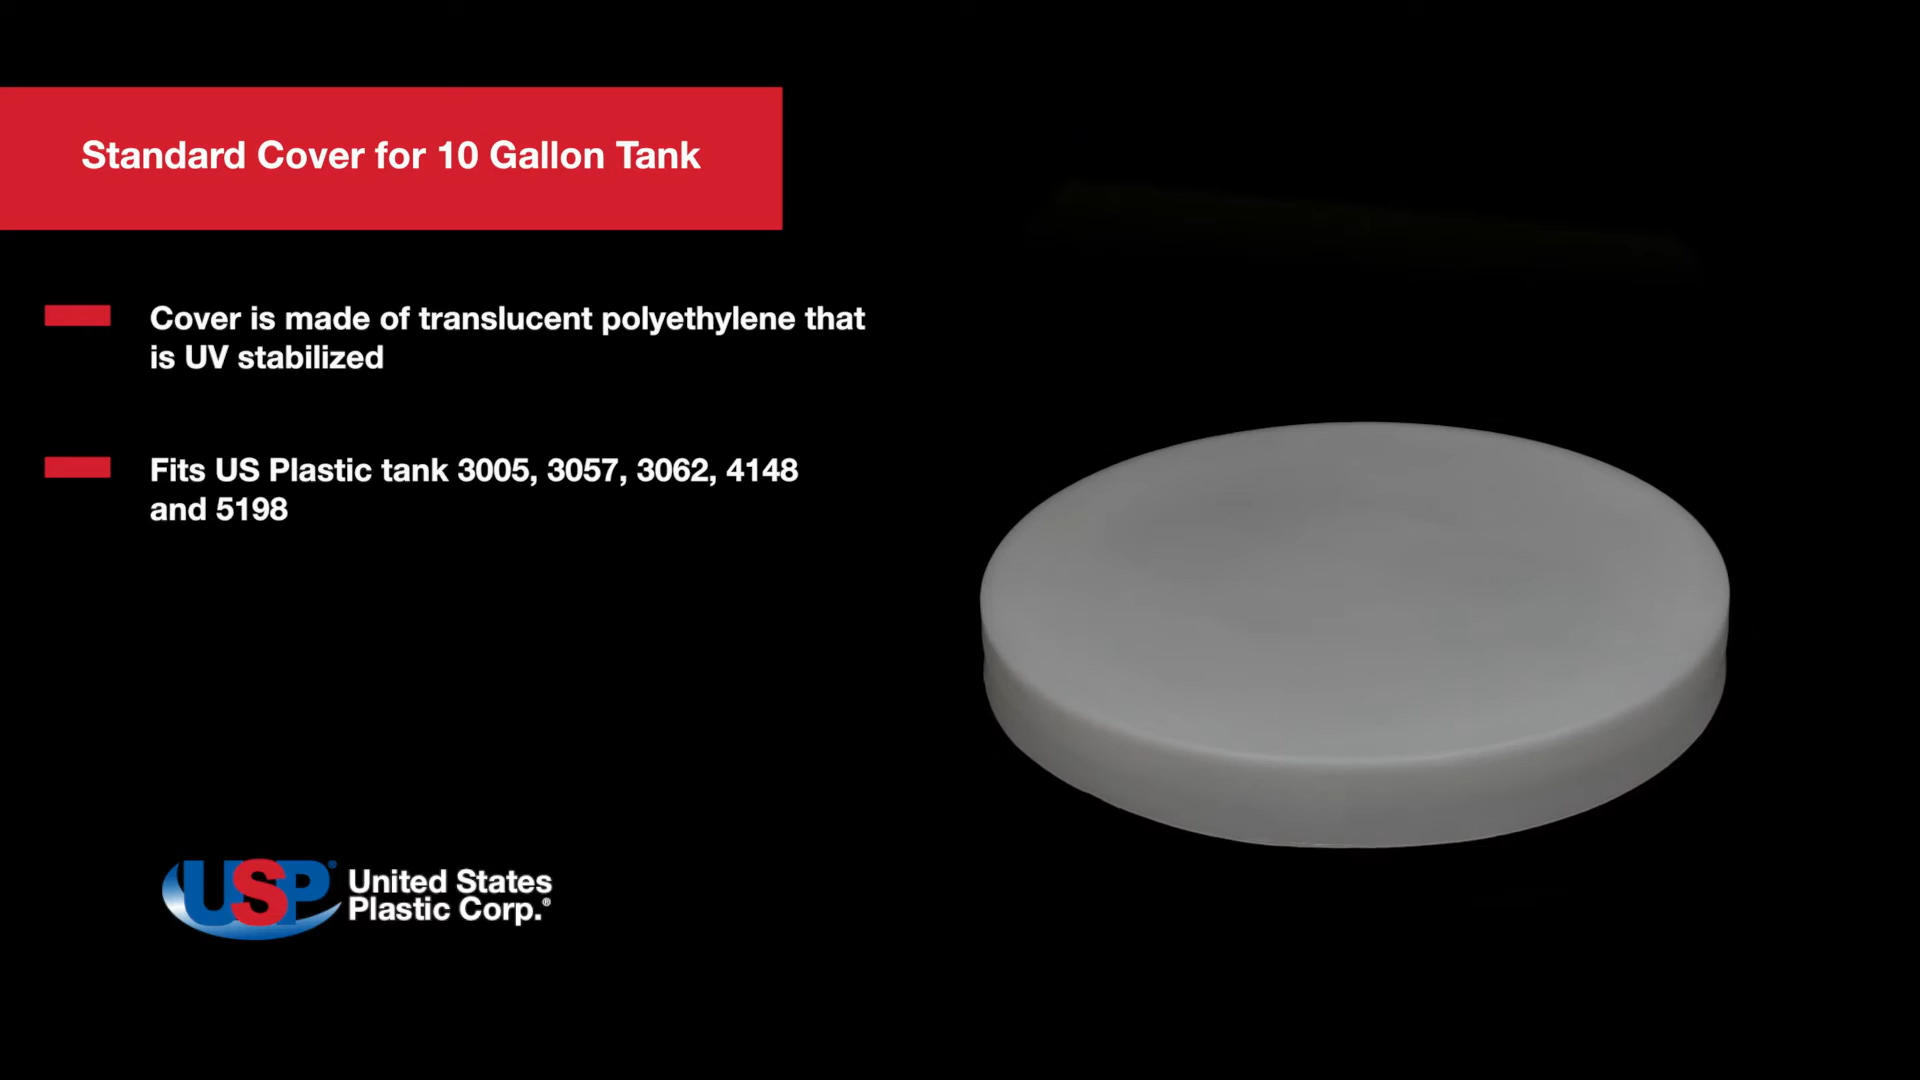 Standard Cover for 10 Gallon Tank
Cover is made of translucent polyethylene that
is UV stabilized
Fits US Plastic tank 3005, 3057, 3062, 4148
and 5198
USP®
United States
Plastic Corp.®